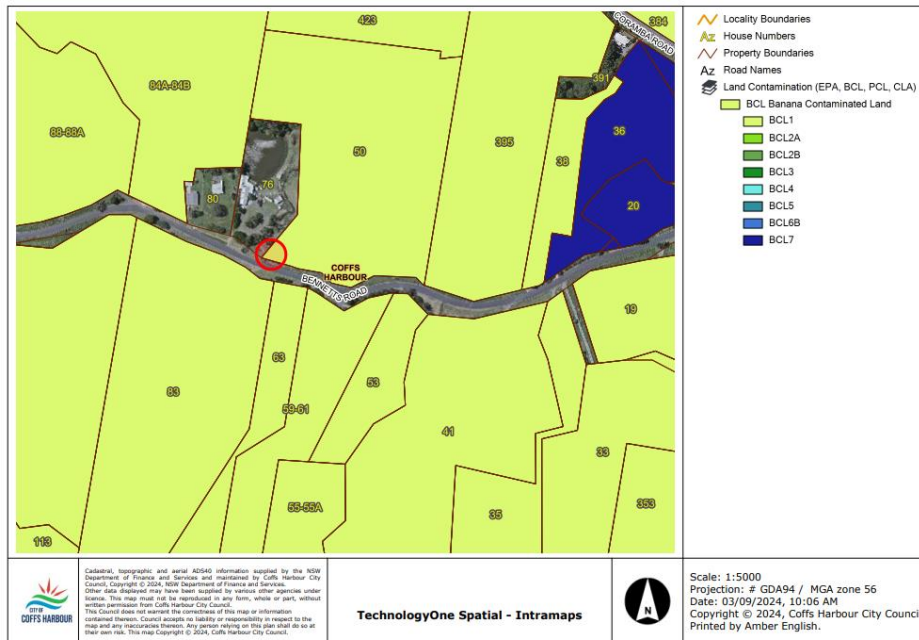 423
384
CORAMBA ROAD
84A-84B
391
88-88A
36
50
395
38
76
80
20
COFFS
HARBOUR
BENNETTS ROAD
19
63
83
53
59-61
41
33
55-55A
35
353
113
Locality Boundaries
Az House Numbers
Property Boundaries
Az Road Names
Land Contamination (EPA, BCL, PCL, CLA)
BCL Banana Contaminated Land
BCL1
BCL2A
BCL2B
BCL3
BCL4
BCL5
BCL6B
BCL7
CITY OF
COFFS HARBOUR
Cadastral, topographic and aerial ADS40 information supplied by the NSW
Department of Finance and Services and maintained by Coffs Harbour City
Council, Copyright © 2024, NSW Department of Finance and Services.
Other data displayed may have been supplied by various other agencies under
licence. This map must not be reproduced in any form, whole or part, without
written permission from Coffs Harbour City Council.
This Council does not warrant the correctness of this map or information
contained thereon. Council accepts no liability or responsibility in respect to the
map and any inaccuracies thereon. Any person relying on this plan shall do so at
their own risk. This map Copyright © 2024, Coffs Harbour City Council.
TechnologyOne Spatial - Intramaps
N
Scale: 1:5000
Projection: # GDA94 / MGA zone 56
Date: 03/09/2024, 10:06 AM
Copyright © 2024, Coffs Harbour City Council
Printed by Amber English.